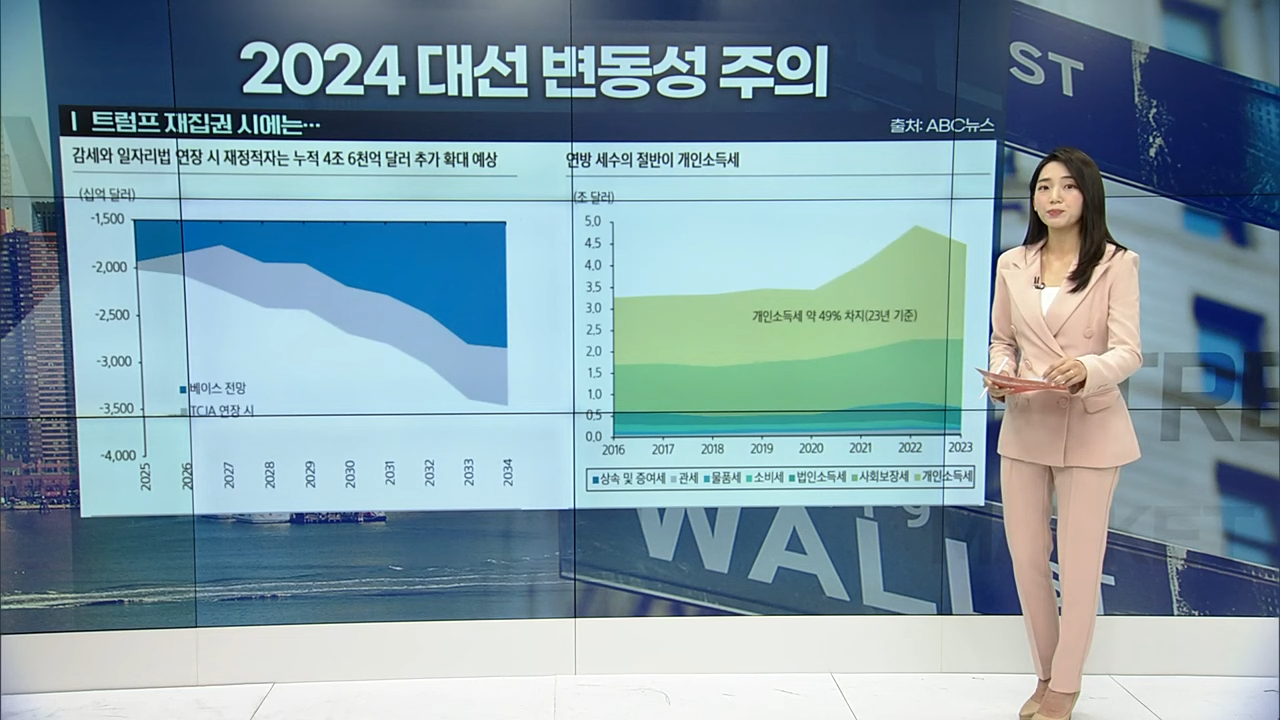 2024 대선 변동성 주의
ST
트럼프 재집권 시에는…
출처: ABC뉴스
감세와 일자리법 연장 시 재정적자는 누적 4조 6천억 달러 추가 확대 예상
(십억 달러)
-1,500
-2,000
-2,500
-3,000
-3,500
-4,000
베이스 전망
TCJA 연장 시
2025 2026 2027 2028 2029 2030 2031 2032 2033 2034
연방 세수의 절반이 개인소득세
(조 달러)
5.0
4.5
4.0
3.5
3.0
2.5
2.0
1.5
1.0
0.5
0.0
개인소득세 약 49% 차지(23년 기준)
2016 2017 2018 2019 2020 2021 2022 2023
상속 및 증여세 관세 물품세 소비세 법인소득세 사회보장세 개인소득세
WALL ST